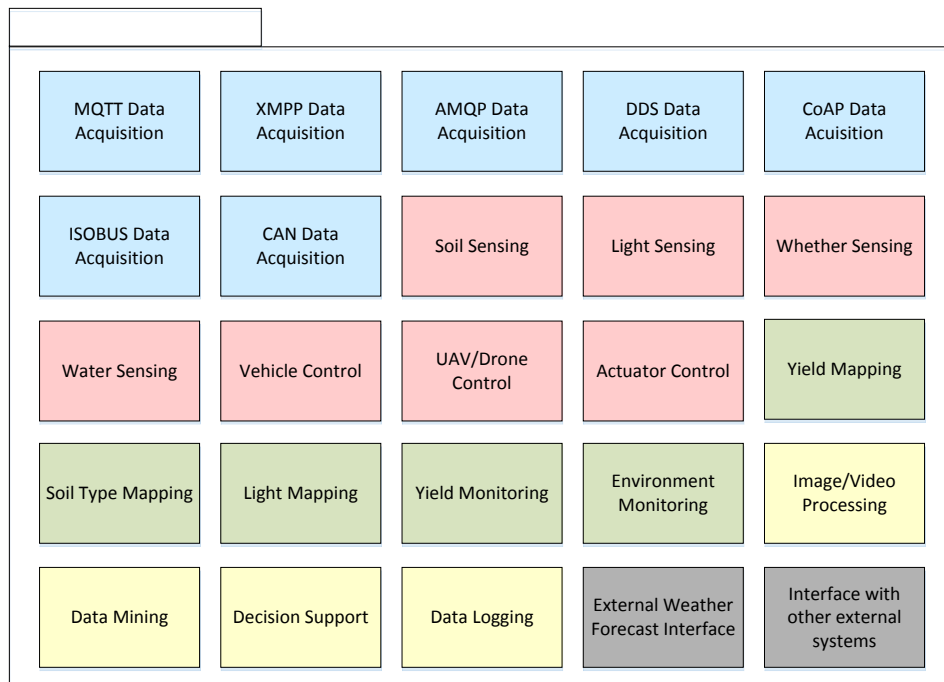 MQTT Data
Acquisition
XMPP Data
Acquisition
AMQP Data
Acquisition
DDS Data
Acquisition
CoAP Data
Acuisition
ISOBUS Data
Acquisition
CAN Data
Acquisition
Soil Sensing
Light Sensing
Whether Sensing
Water Sensing
Vehicle Control
UAV/Drone
Control
Actuator Control
Yield Mapping
Soil Type Mapping
Light Mapping
Yield Monitoring
Environment
Monitoring
Image/Video
Processing
Data Mining
Decision Support
Data Logging
External Weather
Forecast Interface
Interface with
other external
systems